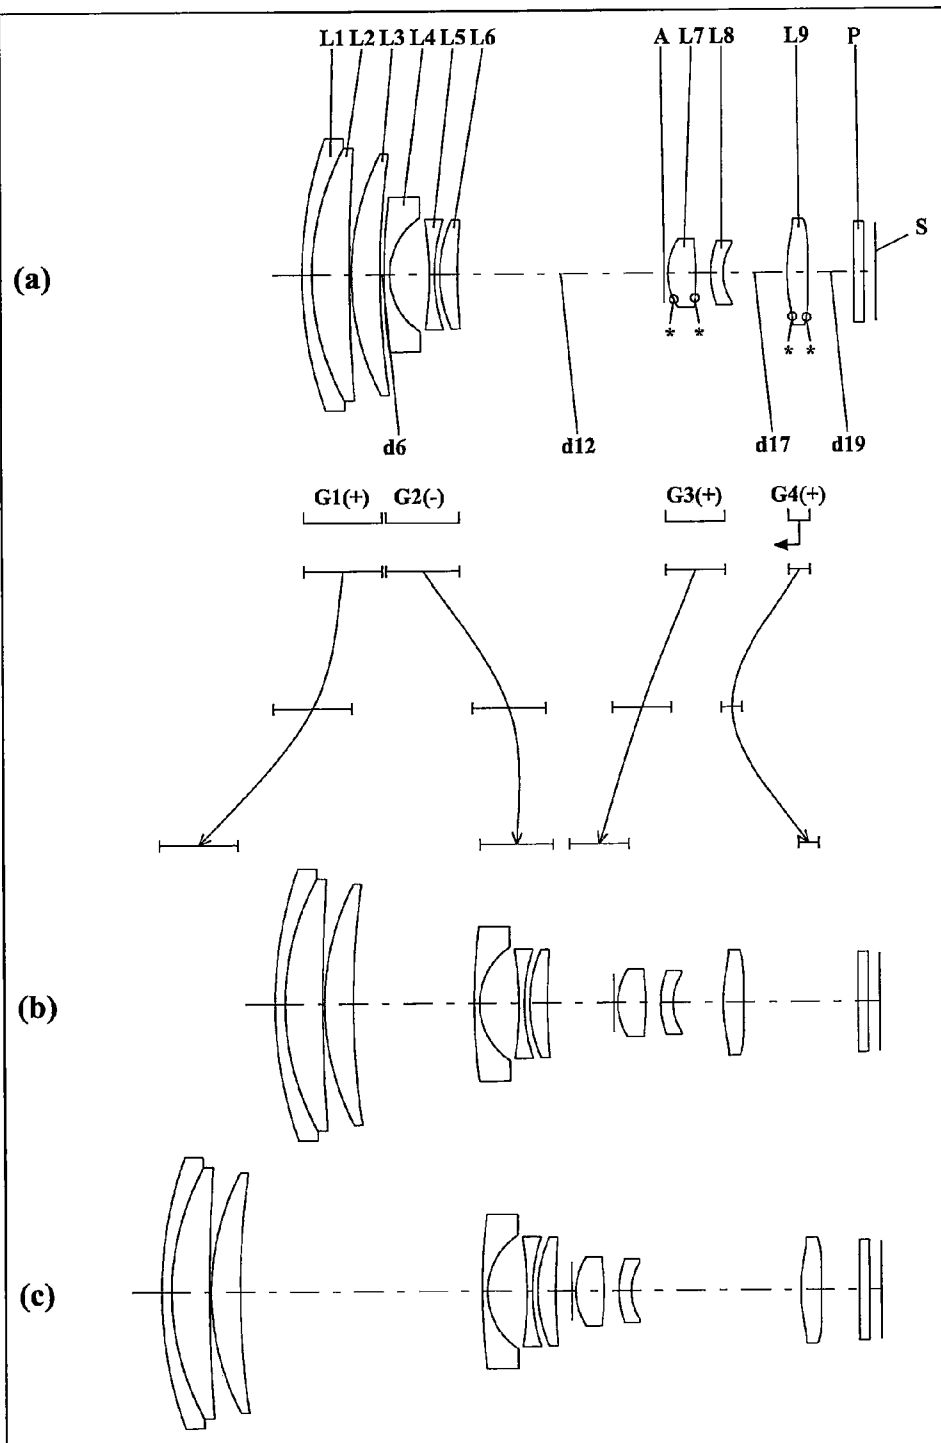 L1 L2 L3 L4 L5 L6 A L7 L8 L9 P
S
(a)
* * * *
d6 d12 d17 d19
G1(+) G2(-) G3(+) G4(+)
(b)
(c)